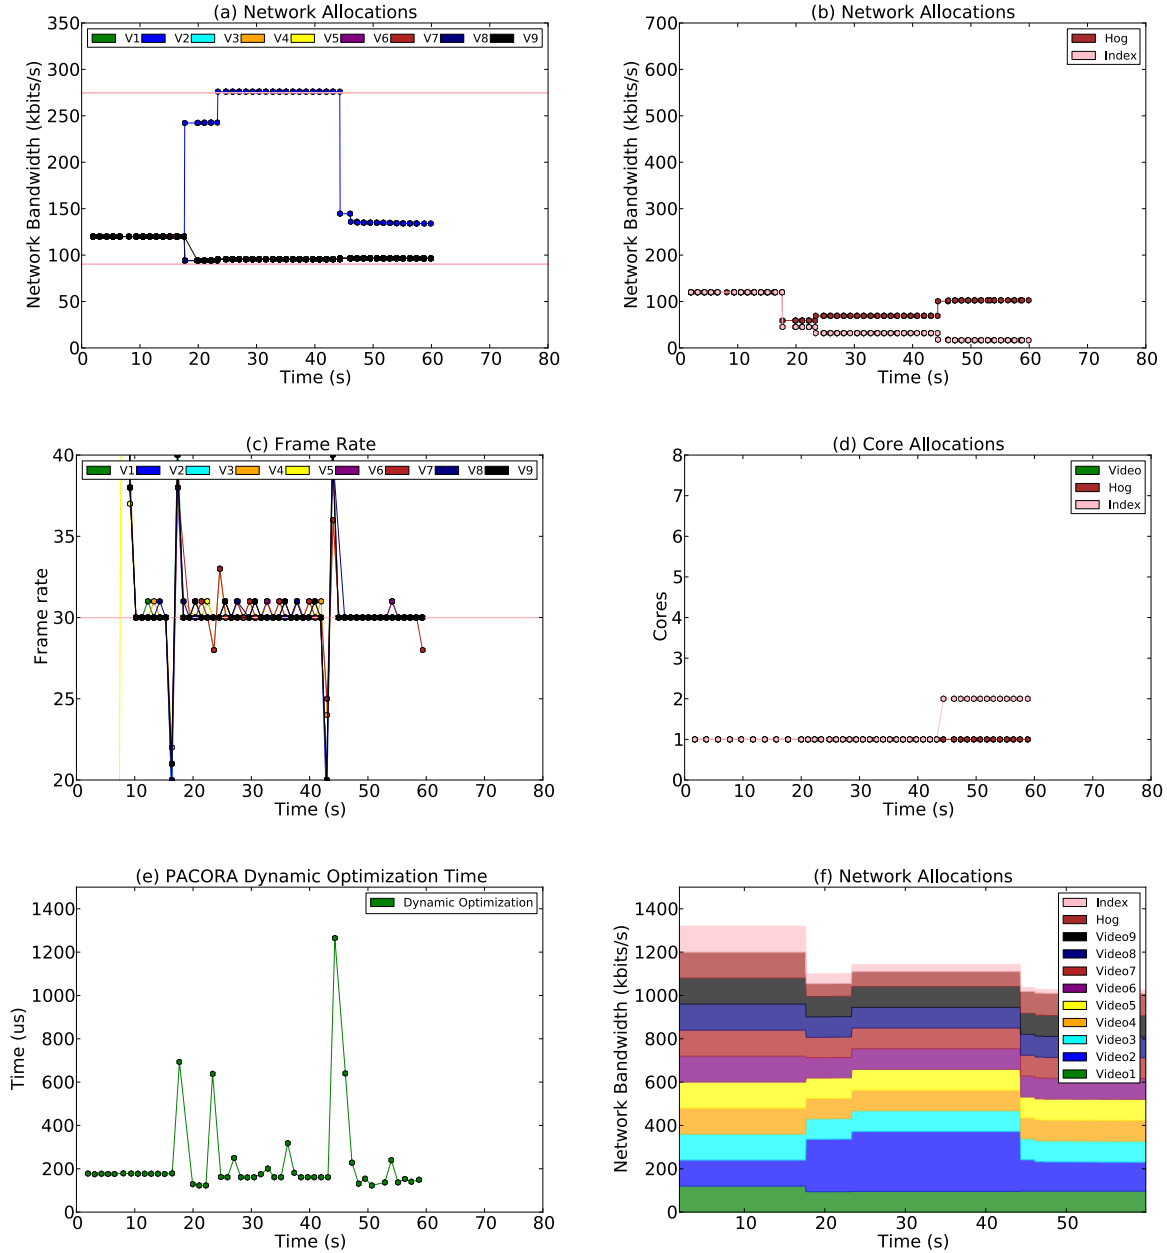 (a) Network Allocations
V1 V2 V3 V4 V5 V6 V7 V8 V9
350
300
250
200
150
100
50
0
Network Bandwidth (kbits/s)
0 10 20 30 40 50 60 70 80
Time (s)
(b) Network Allocations
Hog
Index
700
600
500
400
300
200
100
0
Network Bandwidth (kbits/s)
0 10 20 30 40 50 60 70 80
Time (s)
(c) Frame Rate
V1 V2 V3 V4 V5 V6 V7 V8 V9
40
35
30
25
20
Frame rate
0 10 20 30 40 50 60 70 80
Time (s)
(d) Core Allocations
Video
Hog
Index
8
7
6
5
4
3
2
1
0
Cores
0 10 20 30 40 50 60 70 80
Time (s)
(e) PACORA Dynamic Optimization Time
Dynamic Optimization
1400
1200
1000
800
600
400
200
0
Time (us)
0 10 20 30 40 50 60 70 80
Time (s)
(f) Network Allocations
Index
Hog
Video9
Video8
Video7
Video6
Video5
Video4
Video3
Video2
Video1
1400
1200
1000
800
600
400
200
0
Network Bandwidth (kbits/s)
10 20 30 40 50
Time (s)